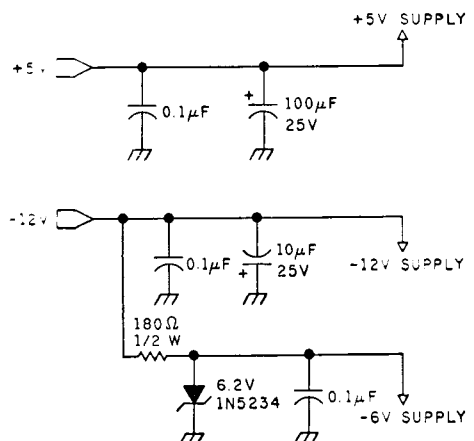 +5V SUPPLY
+5V
0.1µF
+
100µF
25V
-12V
0.1µF
+
10µF
25V
-12V SUPPLY
180Ω
1/2 W
6.2V
1N5234
0.1µF
-6V SUPPLY